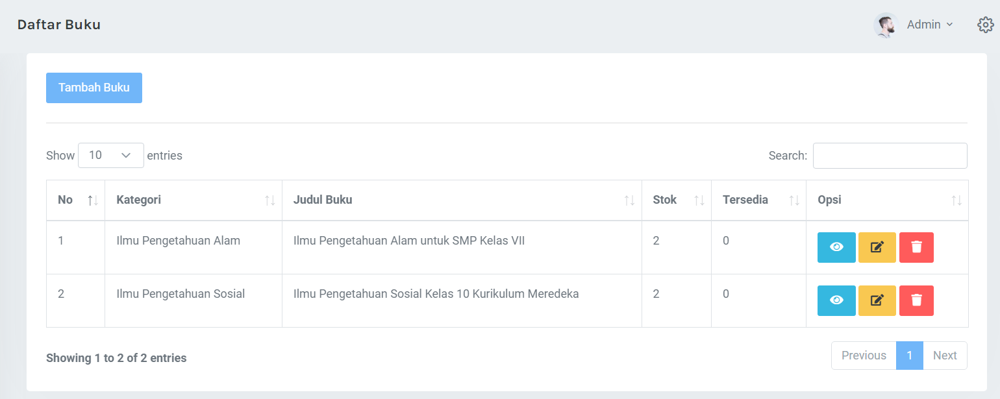 Daftar Buku
Admin
Tambah Buku
Show 10 entries
Search:
No Kategori Judul Buku Stok Tersedia Opsi
1 Ilmu Pengetahuan Alam Ilmu Pengetahuan Alam untuk SMP Kelas VII 2 0
2 Ilmu Pengetahuan Sosial Ilmu Pengetahuan Sosial Kelas 10 Kurikulum Meredeka 2 0
Showing 1 to 2 of 2 entries
Previous 1 Next